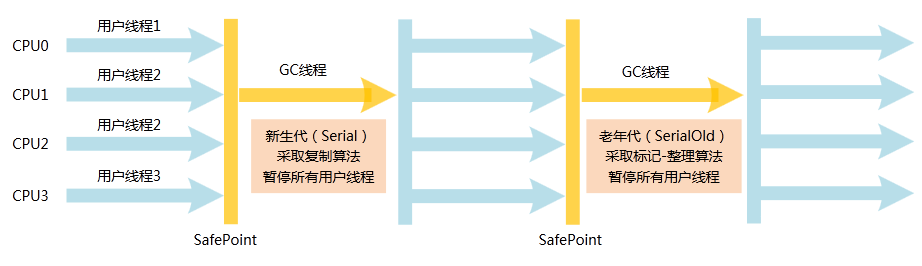 CPU0
用户线程1
CPU1
用户线程2
CPU2
用户线程2
CPU3
用户线程3
SafePoint
GC线程
新生代（Serial）
采取复制算法
暂停所有用户线程
SafePoint
GC线程
老年代（SerialOld）
采取标记-整理算法
暂停所有用户线程